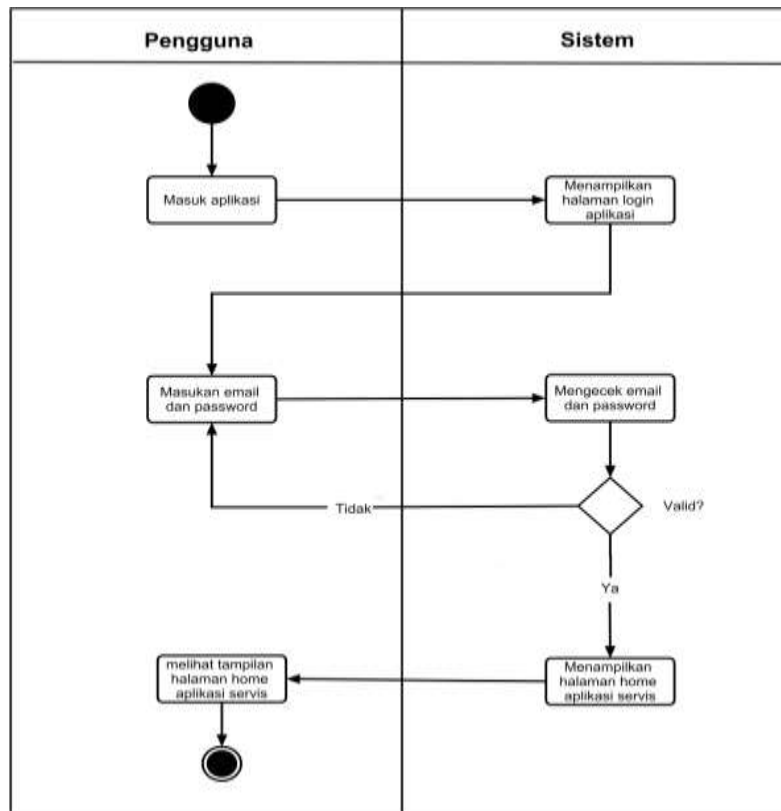 Pengguna
Sistem
Masuk aplikasi
Menampilkan
halaman login
aplikasi
Masukan email
dan password
Mengecek email
dan password
Tidak
Valid?
Ya
melihat tampilan
halaman home
aplikasi servis
Menampilkan
halaman home
aplikasi servis